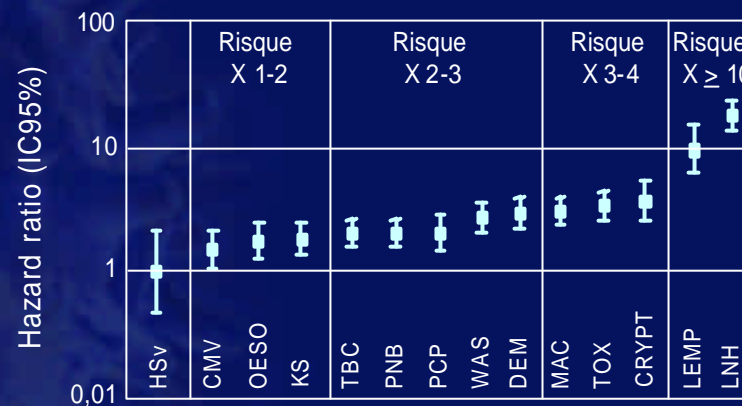 100
10
1
0,01
Hazard ratio (IC95%)
Risque
X 1-2
Risque
X 2-3
Risque
X 3-4
Risque
X ≥ 10
HSv
CMV
OESO
KS
TBC
PNB
PCP
WAS
DEM
MAC
TOX
CRYPT
LEMP
LNH